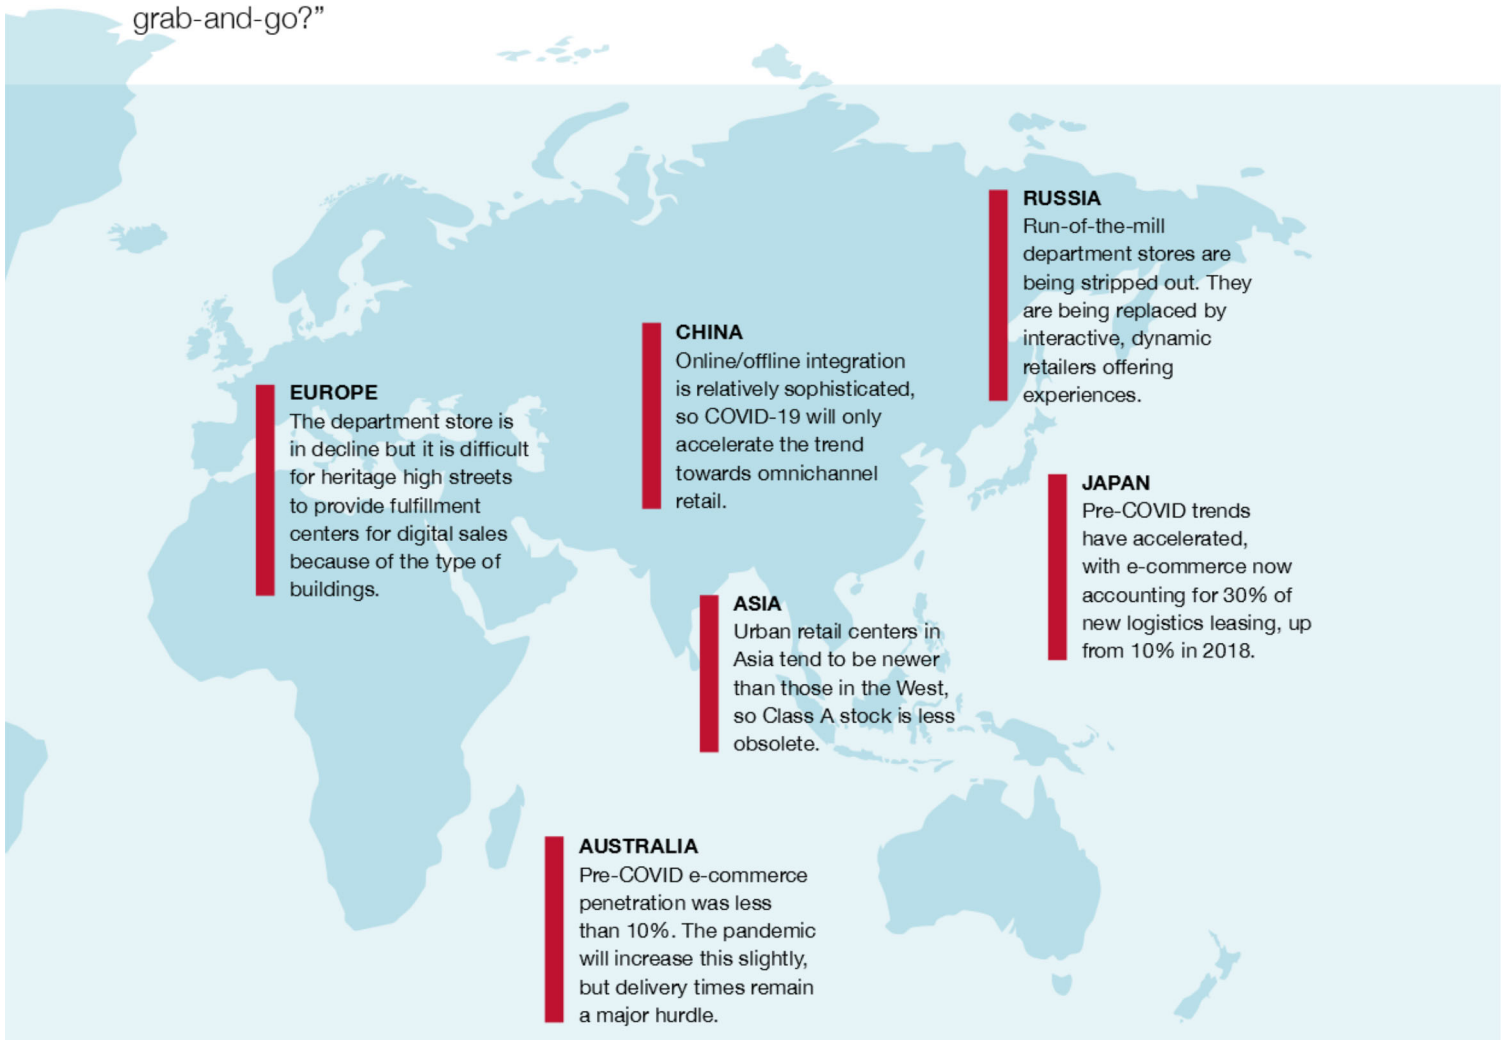 grab-and-go?”
RUSSIA
Run-of-the-mill
department stores are
being stripped out. They
are being replaced by
interactive, dynamic
retailers offering
experiences.
CHINA
Online/offline integration
is relatively sophisticated,
so COVID-19 will only
accelerate the trend
towards omnichannel
retail.
EUROPE
The department store is
in decline but it is difficult
for heritage high streets
to provide fulfillment
centers for digital sales
because of the type of
buildings.
JAPAN
Pre-COVID trends
have accelerated,
with e-commerce now
accounting for 30% of
new logistics leasing, up
from 10% in 2018.
ASIA
Urban retail centers in
Asia tend to be newer
than those in the West,
so Class A stock is less
obsolete.
AUSTRALIA
Pre-COVID e-commerce
penetration was less
than 10%. The pandemic
will increase this slightly,
but delivery times remain
a major hurdle.